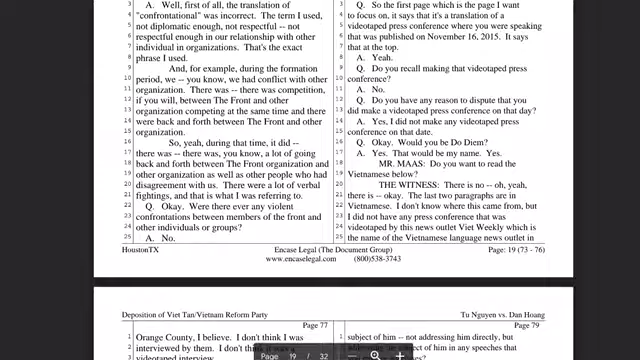 3 A. Well, first of all, the translation of
4 "confrontational" was incorrect. The term I used,
5 not diplomatic enough, not respectful -- not
6 respectful enough in our relationship with other
7 individual in organizations. That's the exact
8 phrase I used.
9 And, for example, during the formation
10 period, we -- you know, we had conflict with other
11 organization. There was -- there was competition,
12 if you will, between The Front and other
13 organization competing at the same time and there
14 were back and forth between The Front and other
15 organization.
16 So, yeah, during that time, it did --
17 there was -- there was, you know, a lot of going
18 back and forth between The Front organization and
19 other organization as well as other people who had
20 disagreement with us. There were a lot of verbal
21 fightings, and that is what I was referring to.
22 Q. Okay. Were there ever any violent
23 confrontations between members of the front and
24 other individuals or groups?
25 A. No.
3 Q. So the first page which is the page I want
4 to focus on, it says that it's a translation of a
5 videotaped press conference where you were speaking
6 that was published on November 16, 2015. It says
7 that at the top.
8 A. Yeah.
9 Q. Do you recall making that videotaped press
10 conference?
11 A. No.
12 Q. Do you have any reason to dispute that you
13 did make a videotaped press conference on that day?
14 A. Yes, I did not make any videotaped press
15 conference on that date.
16 Q. Okay. Would you be Do Diem?
17 A. Yes. That would be my name. Yes.
18 MR. MAAS: Do you want to read the
19 Vietnamese below?
20 THE WITNESS: There is no -- oh, yeah,
21 there is -- okay. The last two paragraphs are in
22 Vietnamese. I don't know where this came from, but
23 I did not have any press conference that was
24 videotaped by this news outlet Viet Weekly which is
25 the name of the Vietnamese language news outlet in
HoustonTX Encase Legal (The Document Group) Page: 19 (73 - 76)
www.encaselegal.com (800)538-3743
Deposition of Viet Tan/Vietnam Reform Party Tu Nguyen vs. Dan Hoang
Page 77
1 Orange County, I believe. I don't think I was
2 interviewed by them. I don't think it was a
3 videotaped interview.
Page 79
1 subject of him -- not addressing him directly, but
2 addressing the subject of him in any speeches that
Page 19 / 32